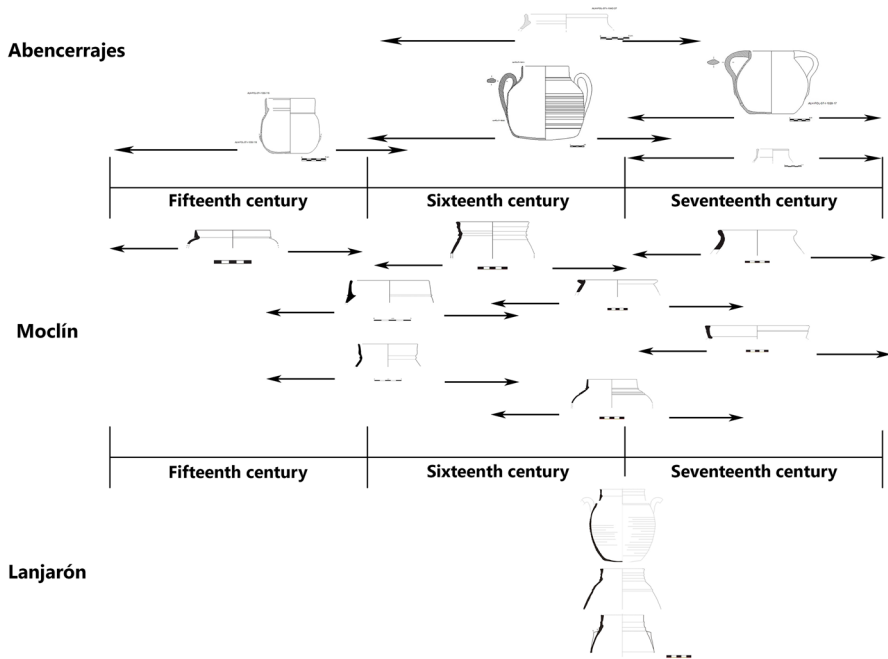 Abencerrajes
Fifteenth century
Sixteenth century
Seventeenth century
Moclín
Fifteenth century
Sixteenth century
Seventeenth century
Lanjarón